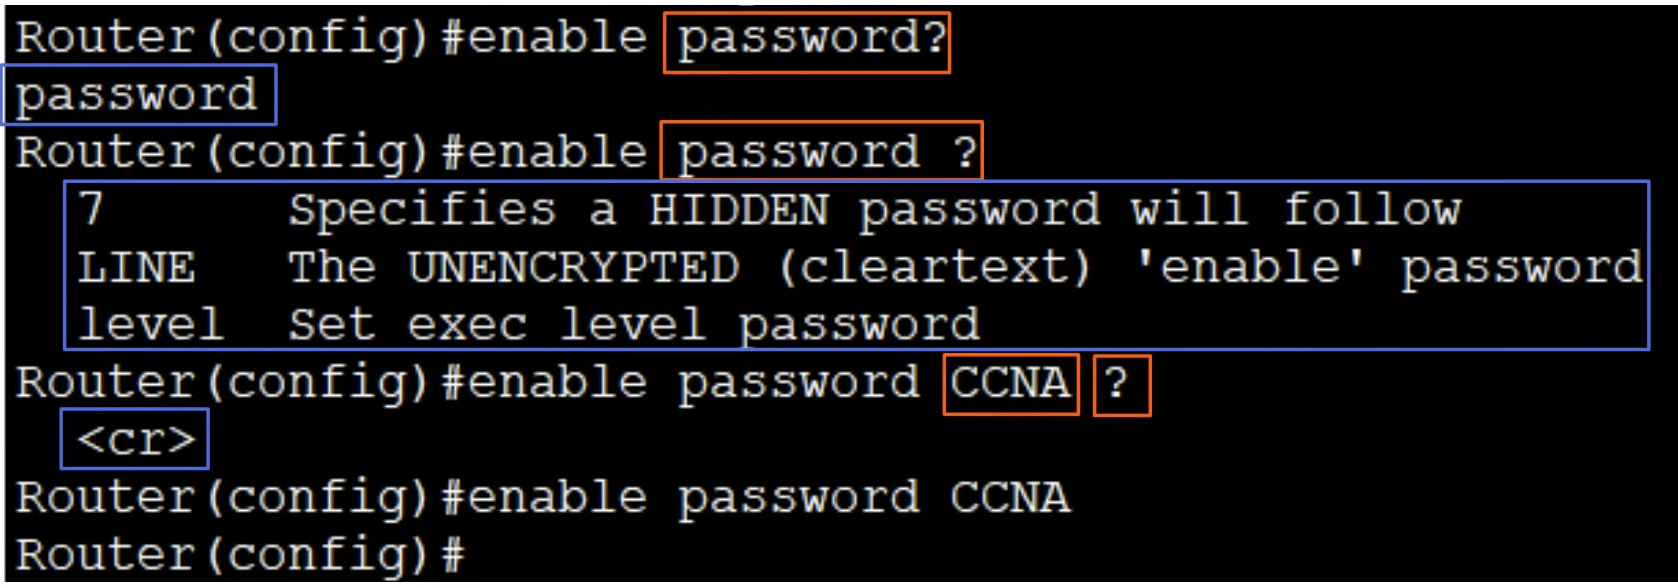 Router(config)#enable password?
password
Router(config)#enable password ?
7 Specifies a HIDDEN password will follow
LINE The UNENCRYPTED (cleartext) 'enable' password
level Set exec level password
Router(config)#enable password CCNA ?
<cr>
Router(config)#enable password CCNA
Router(config)#